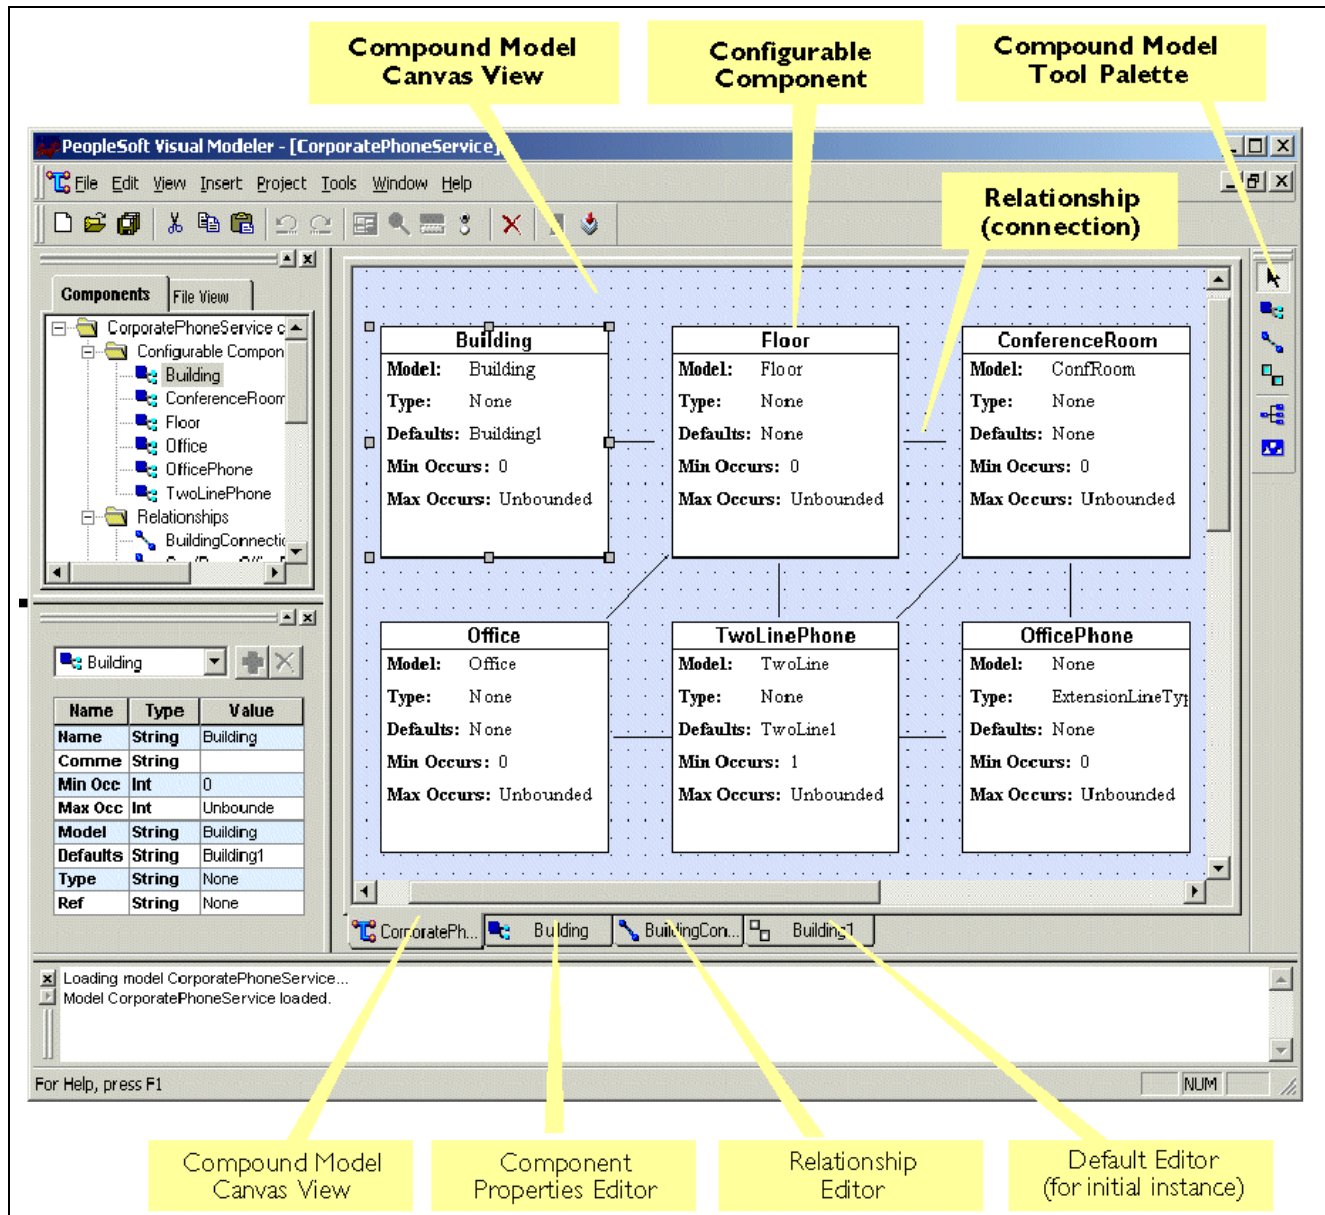 Compound Model
Canvas View
Configurable
Component
Compound Model
Tool Palette
PeopleSoft Visual Modeler - [CorporatePhoneService]
File Edit View Insert Project Tools Window Help
Relationship
(connection)
Components
File View
CorporatePhoneService c
Configurable Compon
Building
ConferenceRoom
Floor
Office
OfficePhone
TwoLinePhone
Relationships
BuildingConnectic
Building
Model: Building
Type: None
Defaults: Building1
Min Occurs: 0
Max Occurs: Unbounded
Floor
Model: Floor
Type: None
Defaults: None
Min Occurs: 0
Max Occurs: Unbounded
ConferenceRoom
Model: ConfRoom
Type: None
Defaults: None
Min Occurs: 0
Max Occurs: Unbounded
Building
Name Type Value
Name String Building
Comme String
Min Occ Int 0
Max Occ Int Unbounde
Model String Building
Defaults String Building1
Type String None
Ref String None
Office
Model: Office
Type: None
Defaults: None
Min Occurs: 0
Max Occurs: Unbounded
TwoLinePhone
Model: TwoLine
Type: None
Defaults: TwoLine1
Min Occurs: 1
Max Occurs: Unbounded
OfficePhone
Model: None
Type: ExtensionLineTyp
Defaults: None
Min Occurs: 0
Max Occurs: Unbounded
CorporatePh...
Building
BuildingCon...
Building1
Loading model CorporatePhoneService...
Model CorporatePhoneService loaded.
For Help, press F1
NUM
Compound Model
Canvas View
Component
Properties Editor
Relationship
Editor
Default Editor
(for initial instance)